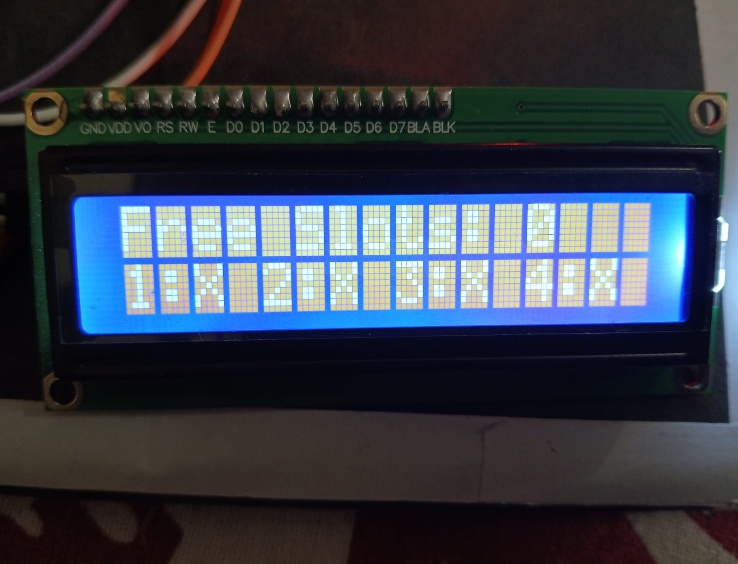 GND VDD VO RS RW E D0 D1 D2 D3 D4 D5 D6 D7 BLA BLK
Free Slots: 0
1:x 2:x 3:x 4:x